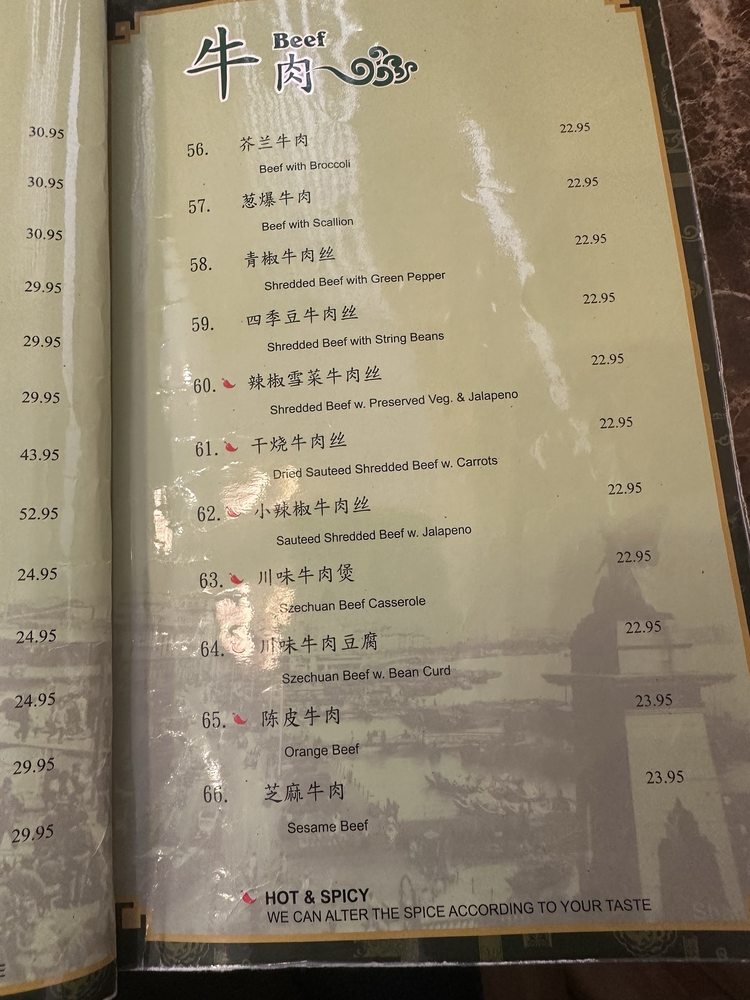 30.95
30.95
30.95
29.95
29.95
29.95
43.95
52.95
24.95
24.95
24.95
29.95
29.95
牛肉 Beef
56. 芥兰牛肉 22.95
Beef with Broccoli
57. 葱爆牛肉 22.95
Beef with Scallion
58. 青椒牛肉丝 22.95
Shredded Beef with Green Pepper
59. 四季豆牛肉丝 22.95
Shredded Beef with String Beans
60. 辣椒雪菜牛肉丝 22.95
Shredded Beef w. Preserved Veg. & Jalapeno
61. 干烧牛肉丝 22.95
Dried Sauteed Shredded Beef w. Carrots
62. 小辣椒牛肉丝 22.95
Sauteed Shredded Beef w. Jalapeno
63. 川味牛肉煲 22.95
Szechuan Beef Casserole
64. 川味牛肉豆腐 22.95
Szechuan Beef w. Bean Curd
65. 陈皮牛肉 23.95
Orange Beef
66. 芝麻牛肉 23.95
Sesame Beef
HOT & SPICY
WE CAN ALTER THE SPICE ACCORDING TO YOUR TASTE